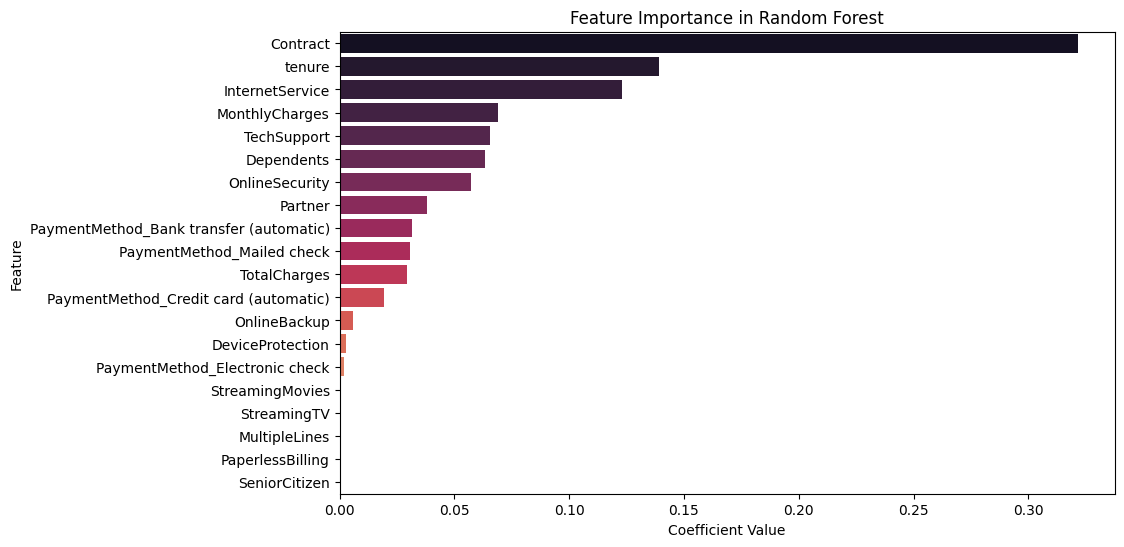 Feature Importance in Random Forest
Feature
Contract
tenure
InternetService
MonthlyCharges
TechSupport
Dependents
OnlineSecurity
Partner
PaymentMethod_Bank transfer (automatic)
PaymentMethod_Mailed check
TotalCharges
PaymentMethod_Credit card (automatic)
OnlineBackup
DeviceProtection
PaymentMethod_Electronic check
StreamingMovies
StreamingTV
MultipleLines
PaperlessBilling
SeniorCitizen
0.00 0.05 0.10 0.15 0.20 0.25 0.30
Coefficient Value